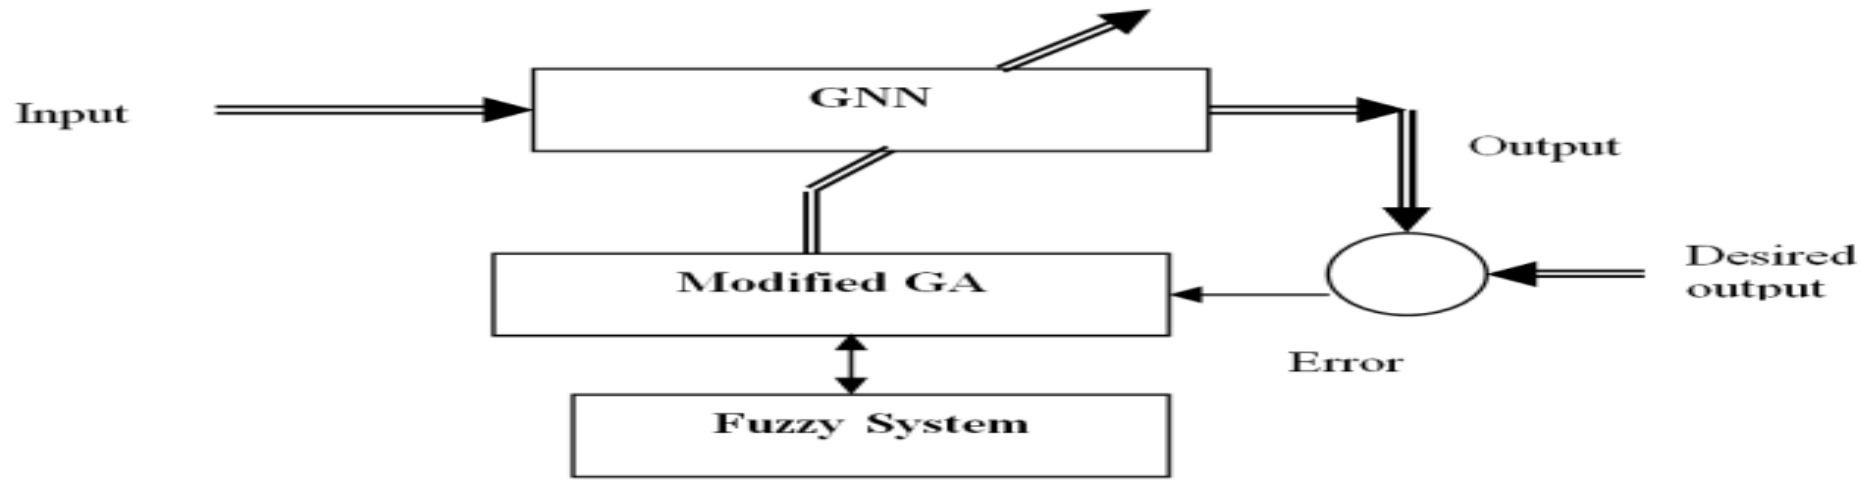 GNN
Input
Output
Desired
output
Modified GA
Error
Fuzzy System